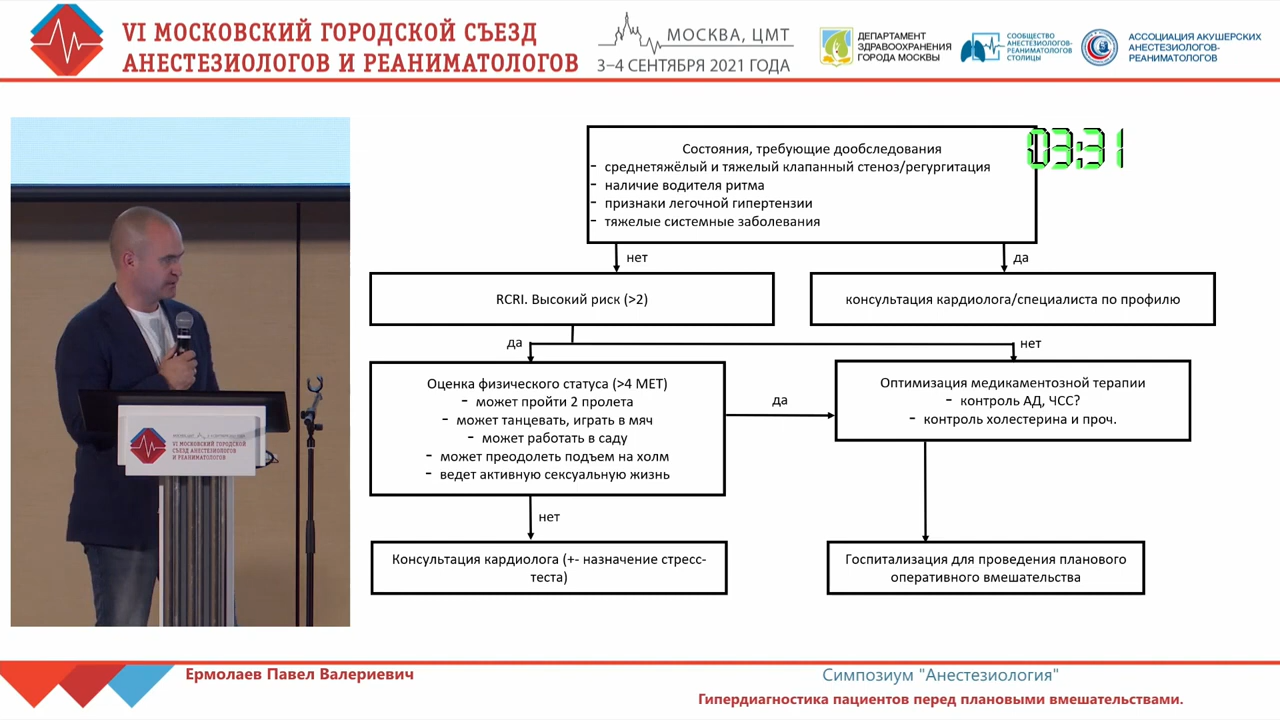 VI МОСКОВСКИЙ ГОРОДСКОЙ СЪЕЗД
АНЕСТЕЗИОЛОГОВ И РЕАНИМАТОЛОГОВ
МОСКВА, ЦМТ
3–4 СЕНТЯБРЯ 2021 ГОДА
ДЕПАРТАМЕНТ
ЗДРАВООХРАНЕНИЯ
ГОРОДА МОСКВЫ
СООБЩЕСТВО
АНЕСТЕЗИОЛОГОВ-
РЕАНИМАТОЛОГОВ
СТОЛИЦЫ
АССОЦИАЦИЯ АКУШЕРСКИХ
АНЕСТЕЗИОЛОГОВ-
РЕАНИМАТОЛОГОВ
03:31
Состояния, требующие дообследования
- среднетяжёлый и тяжелый клапанный стеноз/регургитация
- наличие водителя ритма
- признаки легочной гипертензии
- тяжелые системные заболевания
нет
да
RCRI. Высокий риск (>2)
консультация кардиолога/специалиста по профилю
да
нет
Оценка физического статуса (>4 МЕТ)
- может пройти 2 пролета
- может танцевать, играть в мяч
- может работать в саду
- может преодолеть подъем на холм
- ведет активную сексуальную жизнь
да
Оптимизация медикаментозной терапии
- контроль АД, ЧСС?
- контроль холестерина и проч.
нет
Консультация кардиолога (+- назначение стресс-
теста)
Госпитализация для проведения планового
оперативного вмешательства
VI МОСКОВСКИЙ ГОРОДСКОЙ
СЪЕЗД АНЕСТЕЗИОЛОГОВ
И РЕАНИМАТОЛОГОВ
Ермолаев Павел Валериевич
Симпозиум "Анестезиология"
Гипердиагностика пациентов перед плановыми вмешательствами.